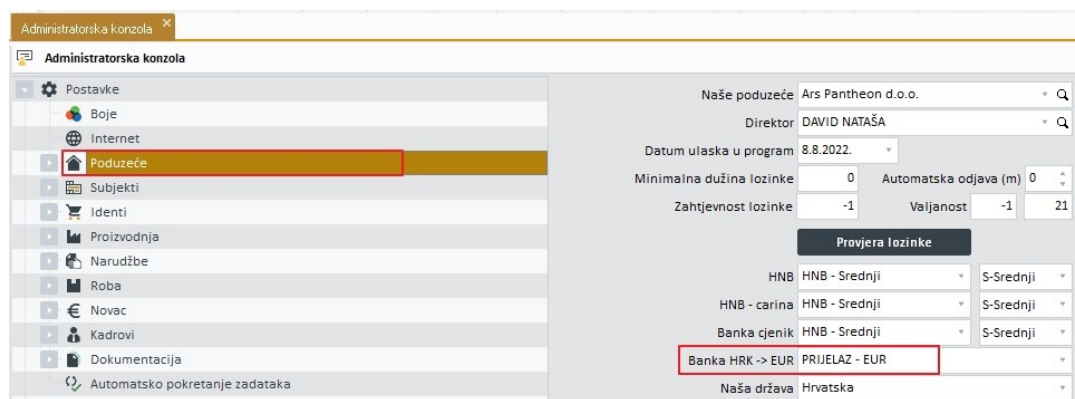 Administratorska konzola ×
Administratorska konzola
Postavke
Boje
Internet
Poduzeće
Subjekti
Identi
Proizvodnja
Narudžbe
Roba
Novac
Kadrovi
Dokumentacija
Automatsko pokretanje zadataka
Naše poduzeće Ars Pantheon d.o.o.
Direktor DAVID NATAŠA
Datum ulaska u program 8.8.2022.
Minimalna dužina lozinke 0 Automatska odjava (m) 0
Zahtjevnost lozinke -1 Valjanost -1 21
Provjera lozinke
HNB HNB - Srednji S-Srednji
HNB - carina HNB - Srednji S-Srednji
Banka cjenik HNB - Srednji S-Srednji
Banka HRK -> EUR PRIJELAZ - EUR
Naša država Hrvatska